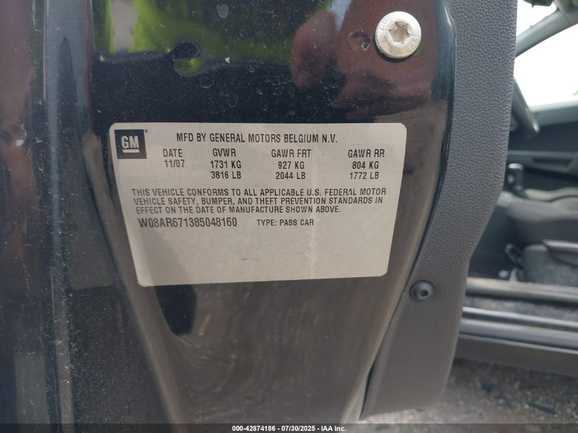 GM
MFD BY GENERAL MOTORS BELGIUM N.V.
DATE GVWR GAWR FRT GAWR RR
11/07 1731 KG 927 KG 804 KG
3816 LB 2044 LB 1772 LB
THIS VEHICLE CONFORMS TO ALL APPLICABLE U.S. FEDERAL MOTOR
VEHICLE SAFETY, BUMPER, AND THEFT PREVENTION STANDARDS IN
EFFECT ON THE DATE OF MANUFACTURE SHOWN ABOVE.
W08AR671385048160 TYPE: PASS CAR
000-42874186 - 07/30/2025 - IAA Inc.